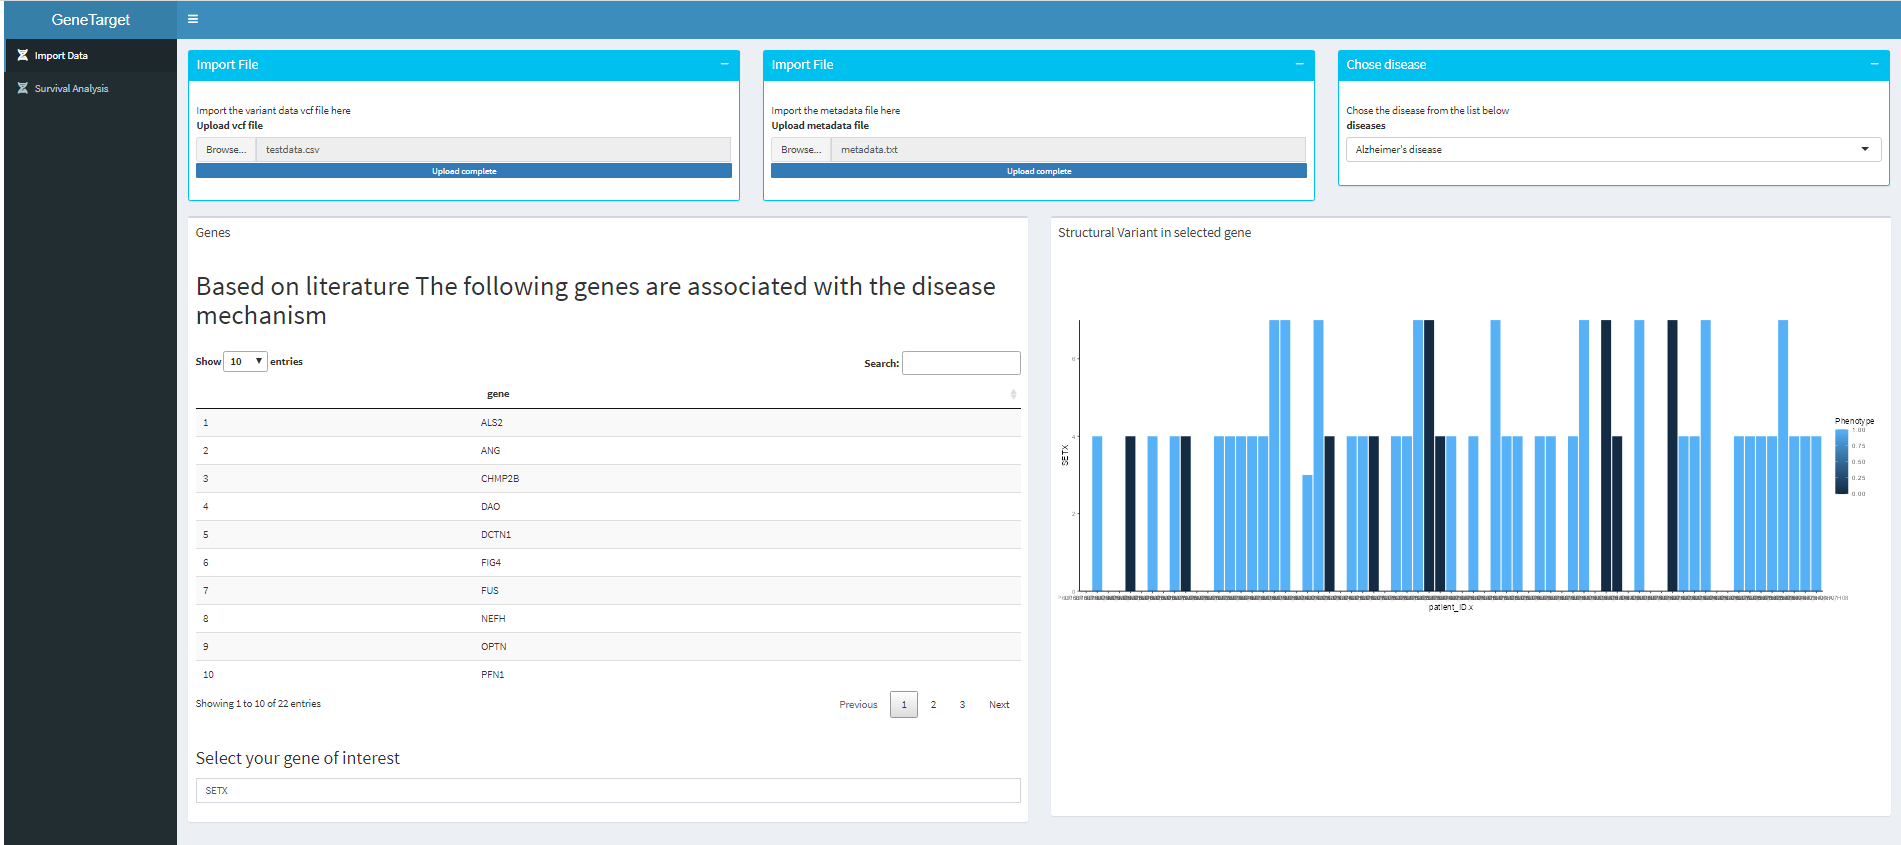 GeneTarget
Import Data
Survival Analysis
Import File
Import the variant data vcf file here
Upload vcf file
Browse... testdata.csv
Upload complete
Import File
Import the metadata file here
Upload metadata file
Browse... metadata.txt
Upload complete
Chose disease
Chose the disease from the list below
diseases
Alzheimer's disease
Genes
Based on literature The following genes are associated with the disease
mechanism
Show 10 entries
Search:
gene
1 ALS2
2 ANG
3 CHMP2B
4 DAO
5 DCTN1
6 FIG4
7 FUS
8 NEFH
9 OPTN
10 PFN1
Showing 1 to 10 of 22 entries
Previous 1 2 3 Next
Select your gene of interest
SETX
Structural Variant in selected gene
SETX
6
4
2
0
patient_ID.x
Phenotype
1.00
0.75
0.50
0.25
0.00